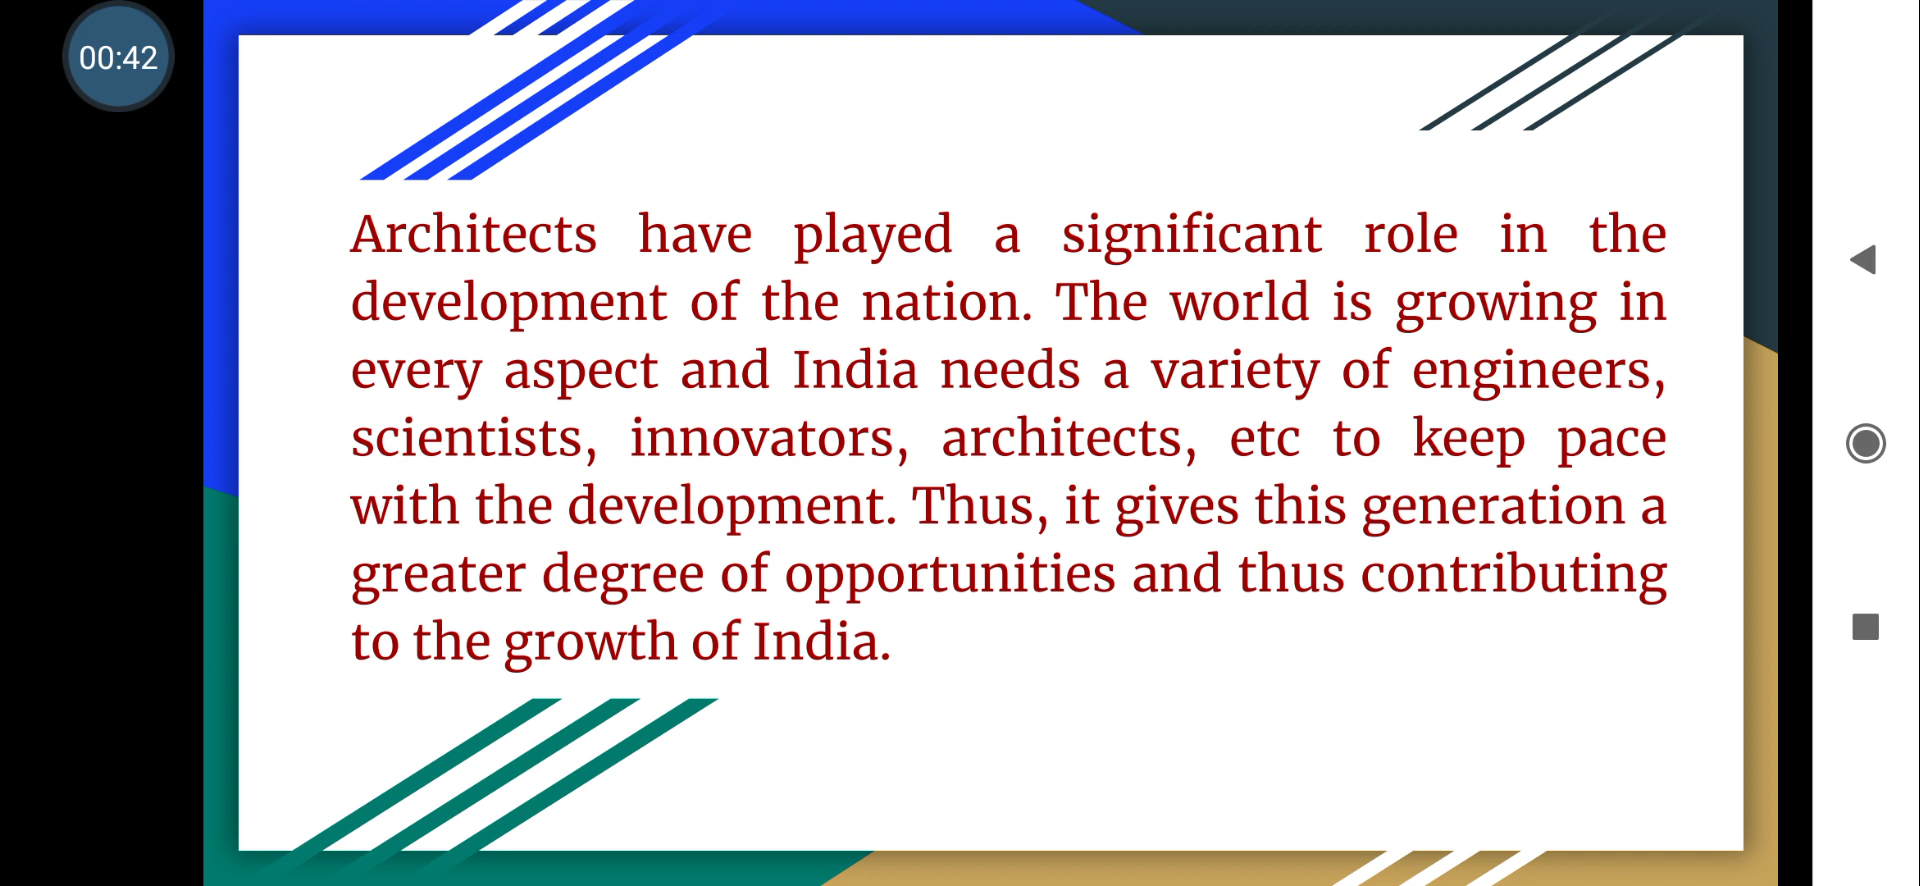 00:42
Architects have played a significant role in the
development of the nation. The world is growing in
every aspect and India needs a variety of engineers,
scientists, innovators, architects, etc to keep pace
with the development. Thus, it gives this generation a
greater degree of opportunities and thus contributing
to the growth of India.